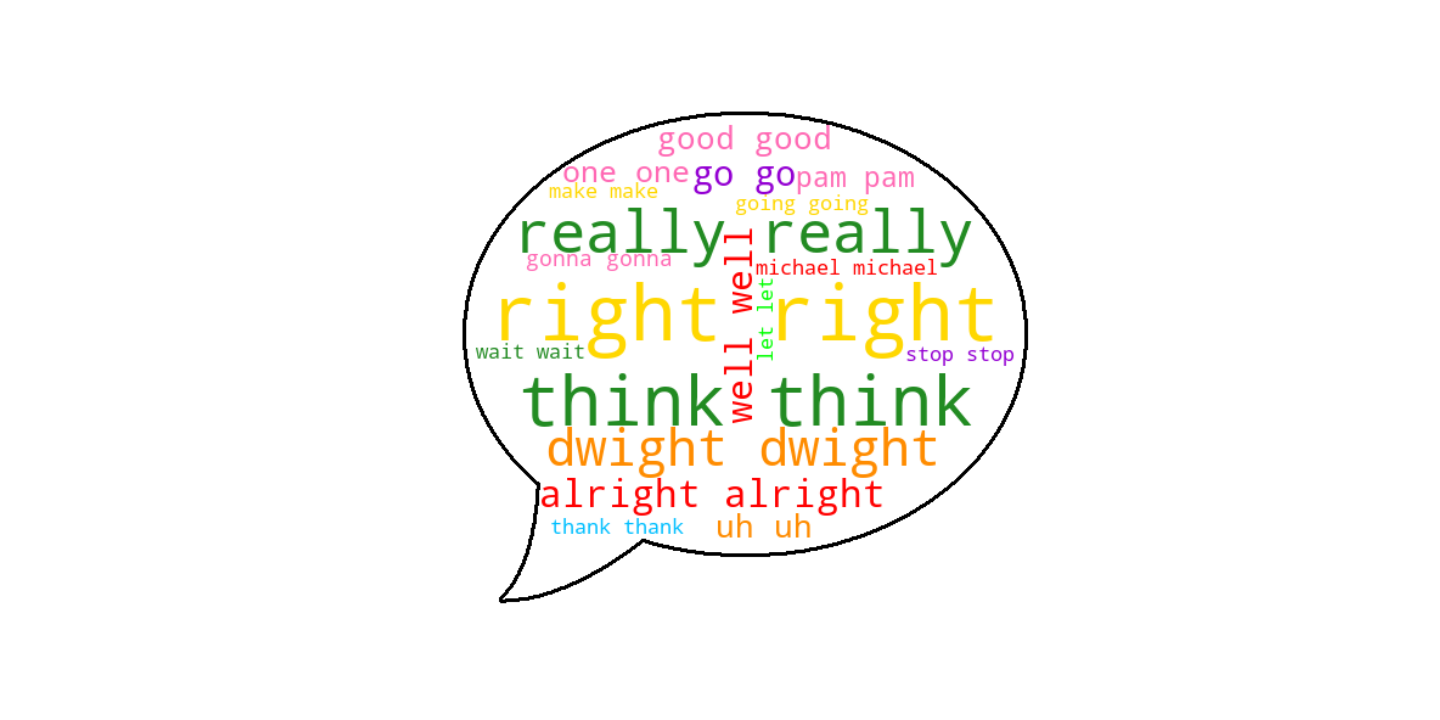 good good
one one
go go
pam pam
make make
going going
really really
gonna gonna
well well
michael michael
let let
right right
wait wait
stop stop
think think
dwight dwight
alright alright
thank thank
uh uh